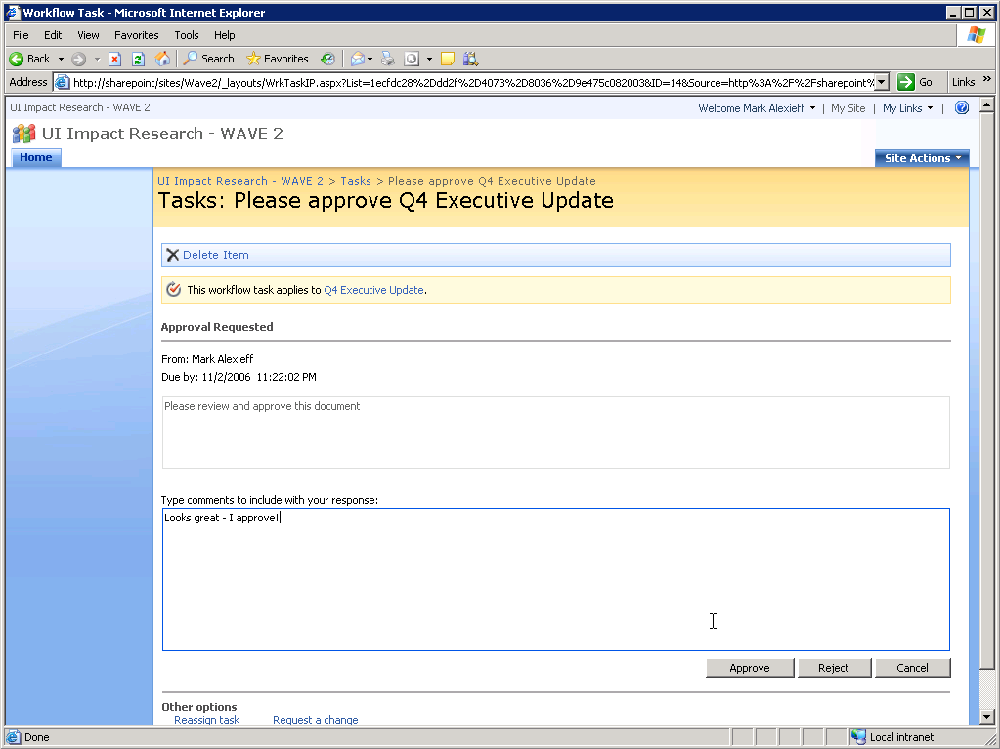 Workflow Task - Microsoft Internet Explorer
File Edit View Favorites Tools Help
Back Search Favorites
Address http://sharepoint/sites/Wave2/_layouts/WrkTaskIP.aspx?List=1ecfdc28%2Ddd2f%2D4073%2D8036%2D9e475c082003&ID=14&Source=http%3A%2F%2Fsharepoint% Go Links »
UI Impact Research - WAVE 2 Welcome Mark Alexieff | My Site | My Links |
UI Impact Research - WAVE 2
Home Site Actions
UI Impact Research - WAVE 2 > Tasks > Please approve Q4 Executive Update
Tasks: Please approve Q4 Executive Update
Delete Item
This workflow task applies to Q4 Executive Update.
Approval Requested
From: Mark Alexieff
Due by: 11/2/2006 11:22:02 PM
Please review and approve this document
Type comments to include with your response:
Looks great - I approve!
Approve Reject Cancel
Other options
Reassign task Request a change
Done Local intranet